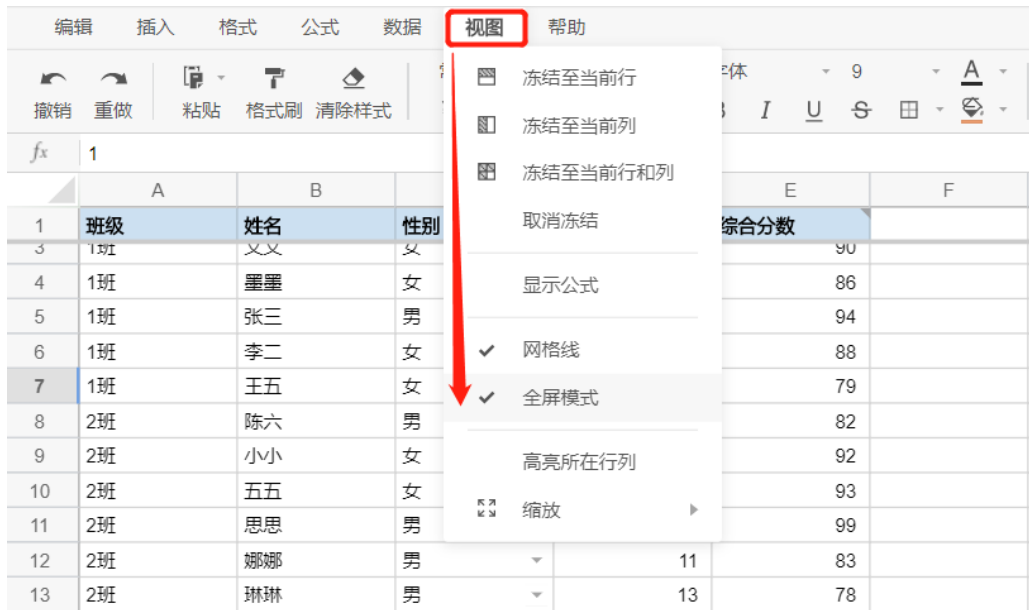 编辑 插入 格式 公式 数据 视图 帮助
冻结至当前行
冻结至当前列
冻结至当前行和列
取消冻结
显示公式
网格线
全屏模式
高亮所在行列
缩放
撤销 重做 粘贴 格式刷 清除样式
体 9 A
I U S
fx 1
A B E F
1 班级 姓名 性别 综合分数
3 1班 女 90
4 1班 墨墨 女 86
5 1班 张三 男 94
6 1班 李二 女 88
7 1班 王五 女 79
8 2班 陈六 男 82
9 2班 小小 女 92
10 2班 五五 女 93
11 2班 思思 男 99
12 2班 娜娜 男 11 83
13 2班 琳琳 男 13 78